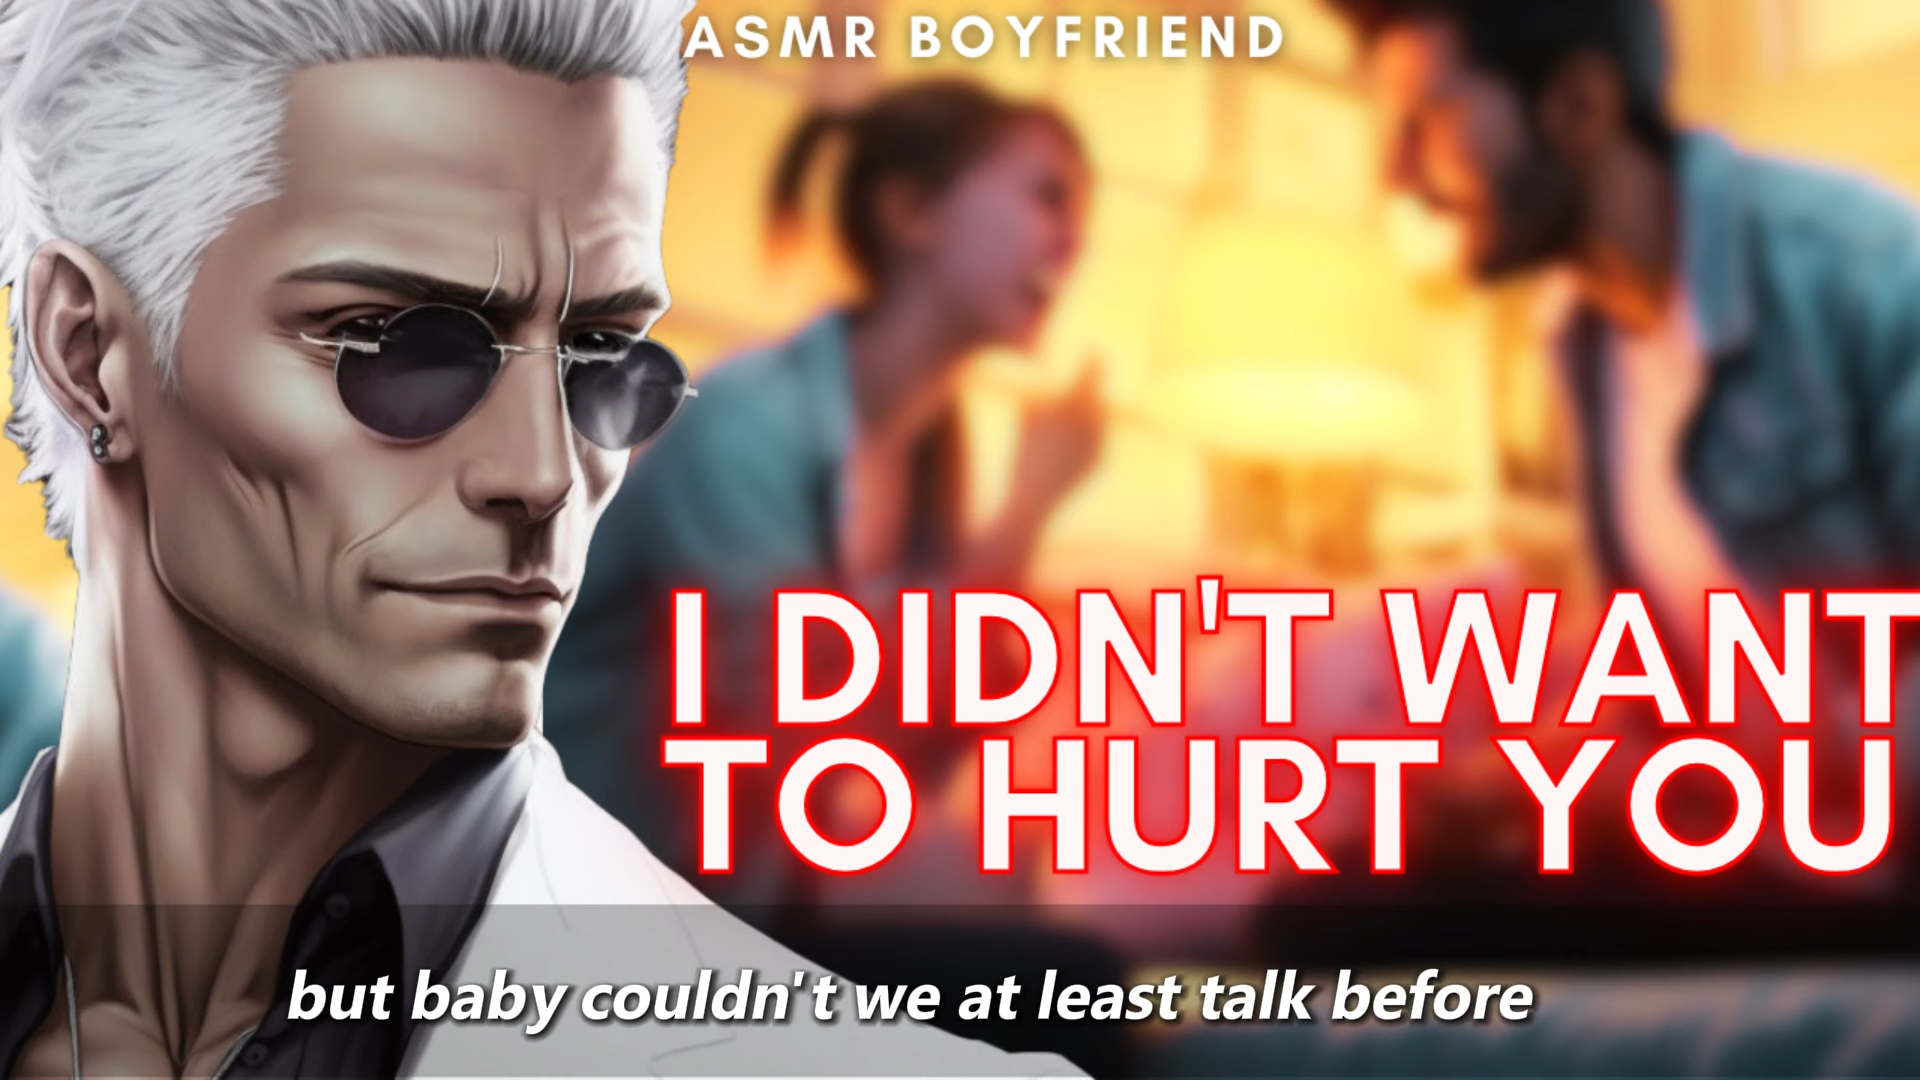 ASMR BOYFRIEND
I DIDN'T WANT
TO HURT YOU
but baby couldn't we at least talk before